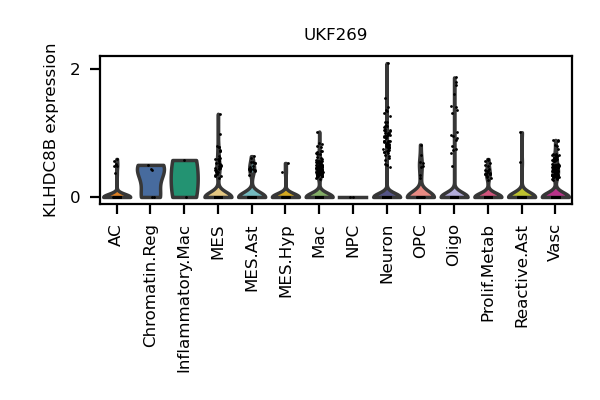 UKF269
KLHDC8B expression
2
0
AC
Chromatin.Reg
Inflammatory.Mac
MES
MES.Ast
MES.Hyp
Mac
NPC
Neuron
OPC
Oligo
Prolif.Metab
Reactive.Ast
Vasc